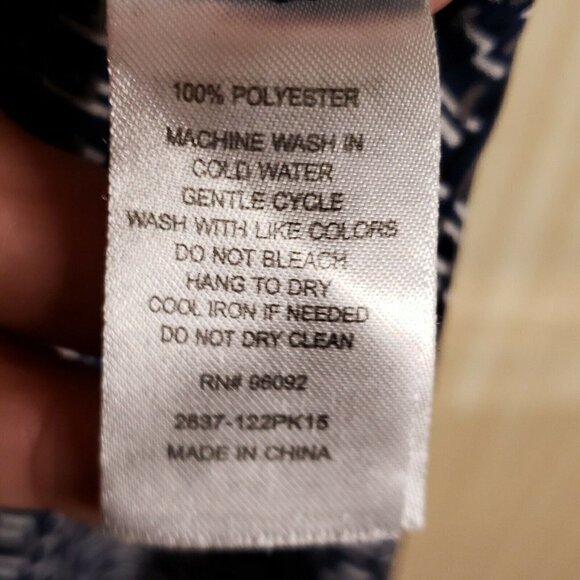 100% POLYESTER
MACHINE WASH IN
COLD WATER
GENTLE CYCLE
WASH WITH LIKE COLORS
DO NOT BLEACH
HANG TO DRY
COOL IRON IF NEEDED
DO NOT DRY CLEAN
RN# 96092
2837-122PK15
MADE IN CHINA